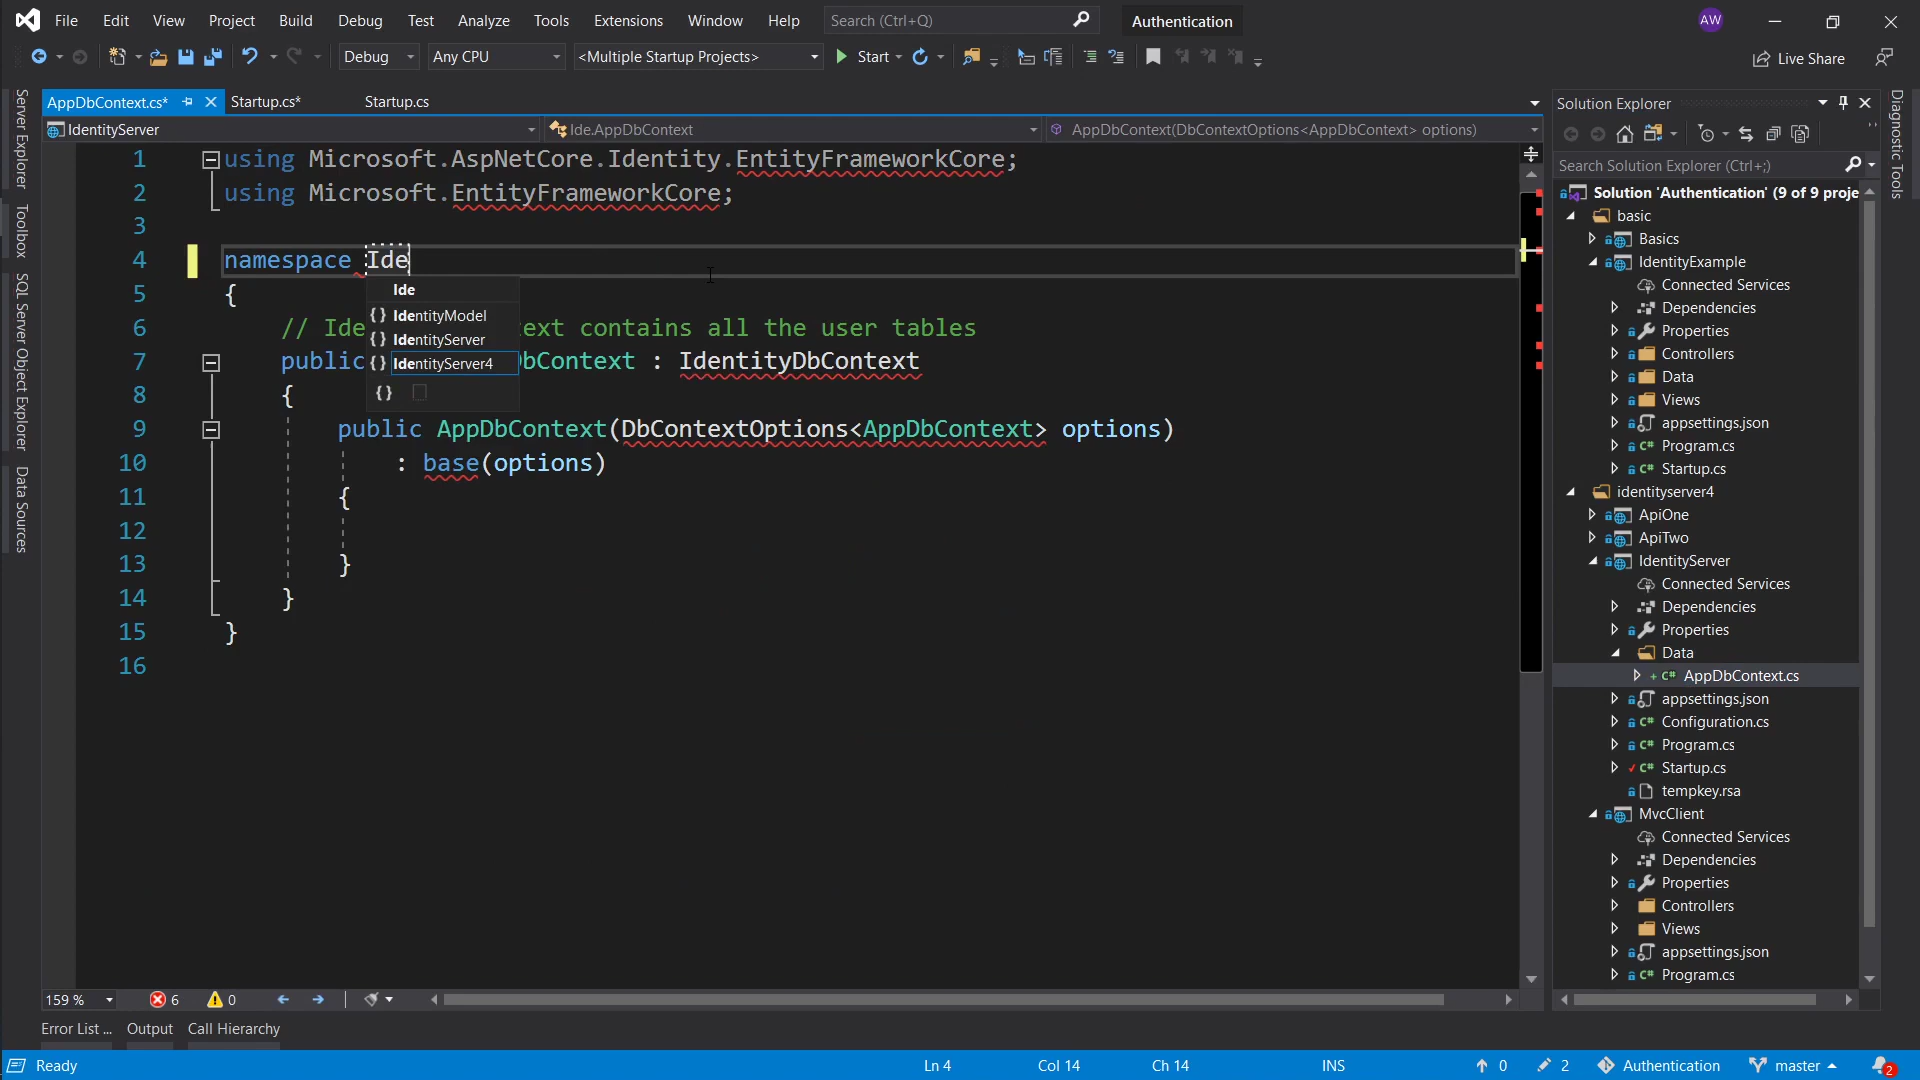 File Edit View Project Build Debug Test Analyze Tools Extensions Window Help Search (Ctrl+Q) Authentication AW
Debug Any CPU <Multiple Startup Projects> Start Live Share
Server Explorer
Toolbox
SQL Server Object Explorer
Data Sources
AppDbContext.cs* Startup.cs* Startup.cs
IdentityServer Ide.AppDbContext AppDbContext(DbContextOptions<AppDbContext> options)
1 using Microsoft.AspNetCore.Identity.EntityFrameworkCore;
2 using Microsoft.EntityFrameworkCore;
3
4 namespace Ide
5 {
6 // Ide
7 public
Ide
{ } IdentityModel
{ } IdentityServer
{ } IdentityServer4
{ }
ext contains all the user tables
bContext : IdentityDbContext
8 {
9 public AppDbContext(DbContextOptions<AppDbContext> options)
10 : base(options)
11 {
12
13 }
14 }
15 }
16
159 % 6 0
Error List ... Output Call Hierarchy
Solution Explorer
Search Solution Explorer (Ctrl+;)
Solution 'Authentication' (9 of 9 proje
basic
Basics
IdentityExample
Connected Services
Dependencies
Properties
Controllers
Data
Views
appsettings.json
C# Program.cs
C# Startup.cs
identityserver4
ApiOne
ApiTwo
IdentityServer
Connected Services
Dependencies
Properties
Data
+ C# AppDbContext.cs
appsettings.json
C# Configuration.cs
C# Program.cs
C# Startup.cs
tempkey.rsa
MvcClient
Connected Services
Dependencies
Properties
Controllers
Views
appsettings.json
C# Program.cs
Diagnostic Tools
Ready Ln 4 Col 14 Ch 14 INS 0 2 Authentication master 2